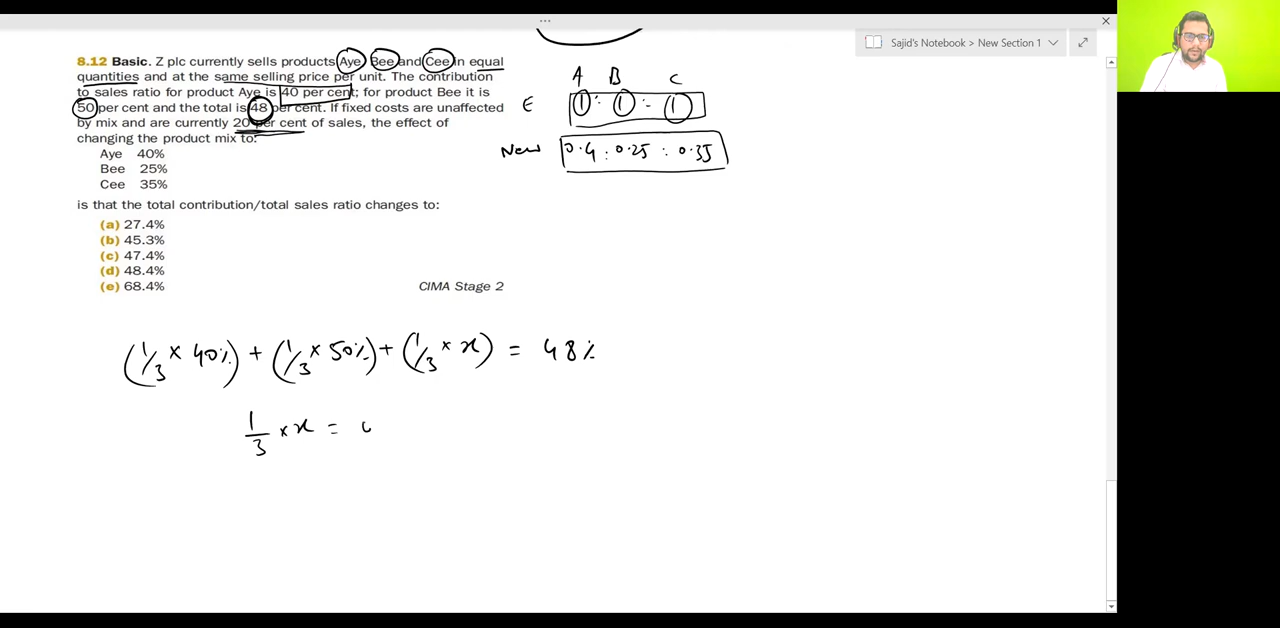 Sajid's Notebook > New Section 1
8.12 Basic. Z plc currently sells products Aye, Bee and Cee in equal
quantities and at the same selling price per unit. The contribution
to sales ratio for product Aye is 40 per cent; for product Bee it is
50 per cent and the total is 48 per cent. If fixed costs are unaffected
by mix and are currently 20 per cent of sales, the effect of
changing the product mix to:
Aye 40%
Bee 25%
Cee 35%
is that the total contribution/total sales ratio changes to:
(a) 27.4%
(b) 45.3%
(c) 47.4%
(d) 48.4%
(e) 68.4%
CIMA Stage 2
A B C
E 1 : 1 : 1
New 0.4 : 0.25 : 0.35
(1/3 × 40%) + (1/3 × 50%) + (1/3 × x) = 48%
1/3 × x =